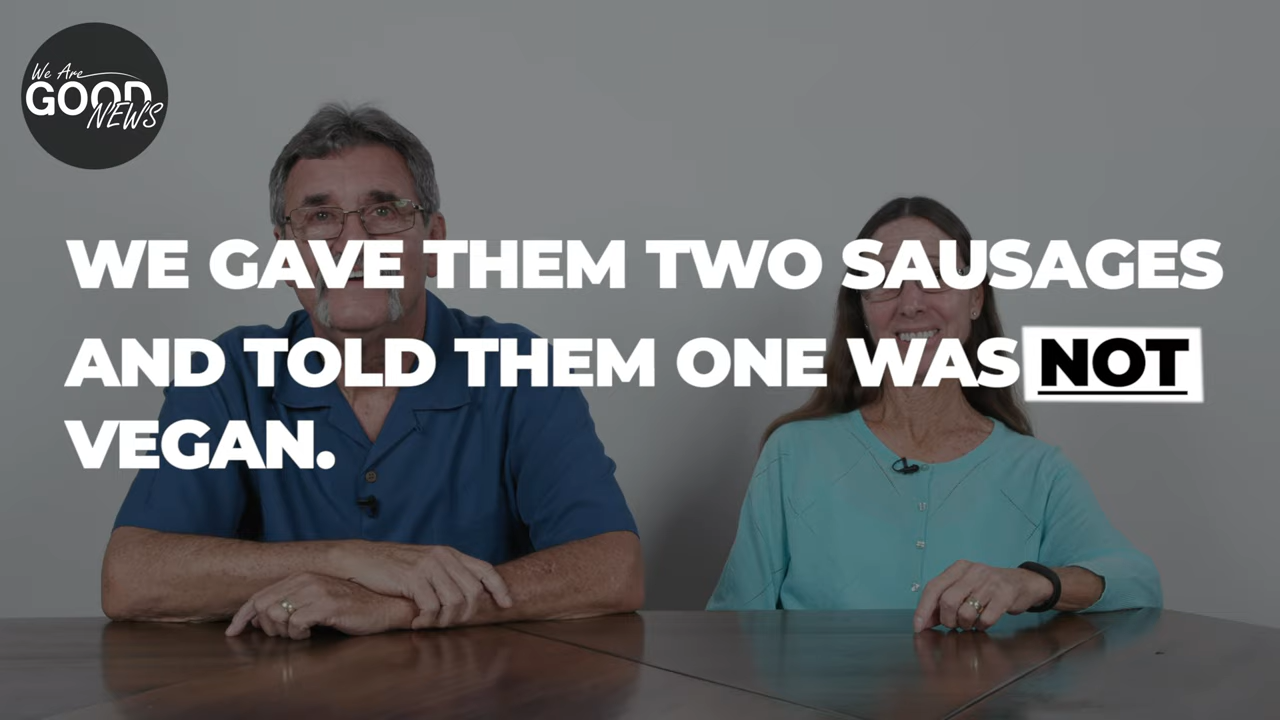 We Are
GOOD
NEWS
WE GAVE THEM TWO SAUSAGES
AND TOLD THEM ONE WAS NOT
VEGAN.